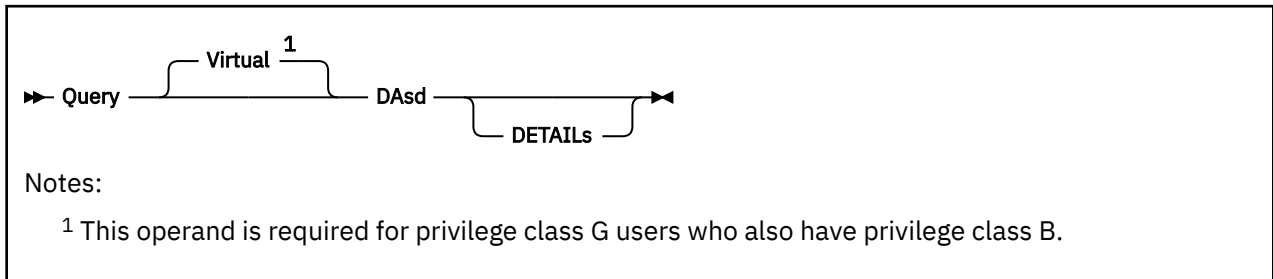 Virtual 1
Query DAsd
DETAILs
Notes:
1 This operand is required for privilege class G users who also have privilege class B.